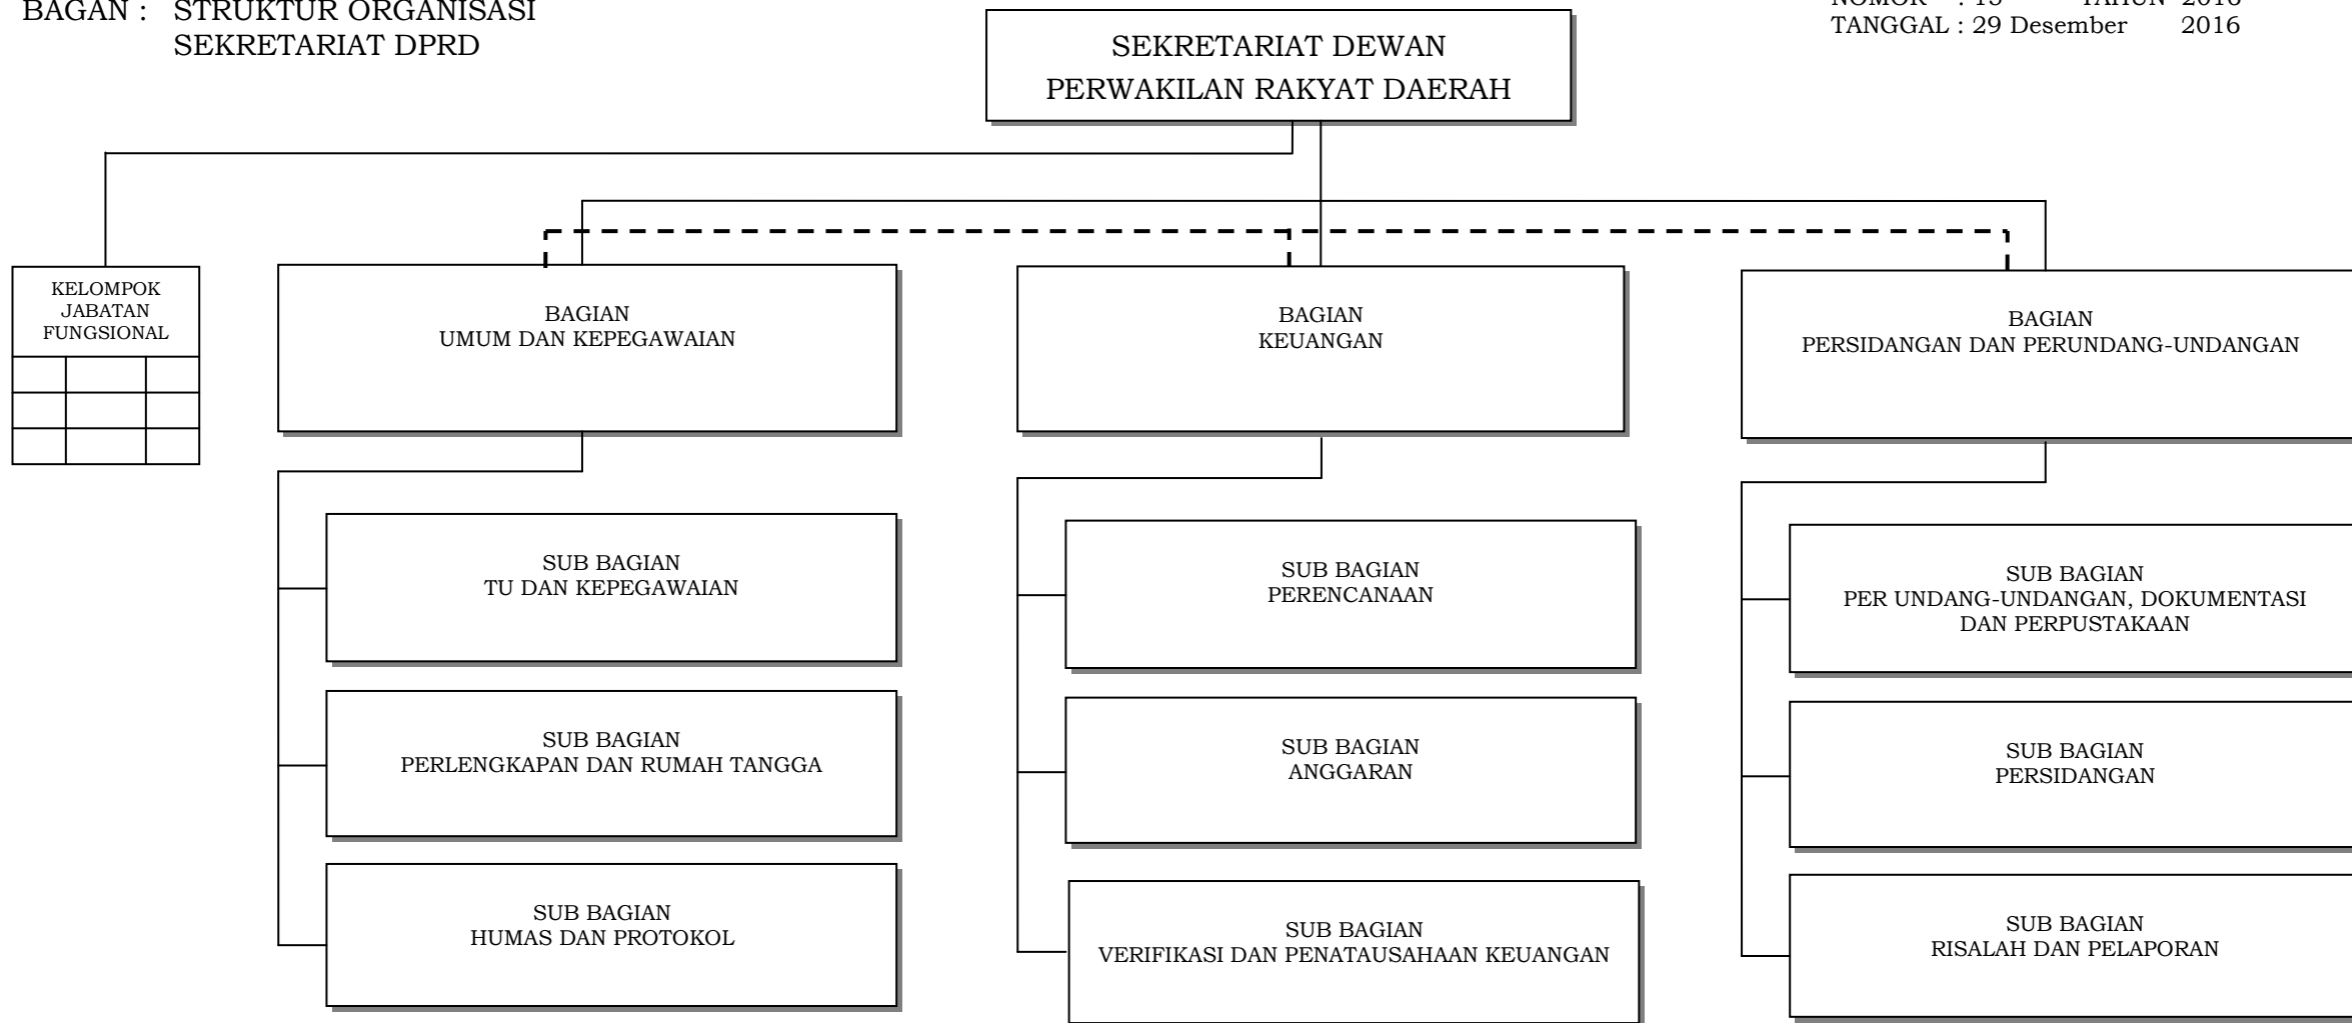 BAGAN : STRUKTUR ORGANISASI
SEKRETARIAT DPRD
NOMOR : TAHUN 2016
TANGGAL : 29 Desember 2016
SEKRETARIAT DEWAN
PERWAKILAN RAKYAT DAERAH
KELOMPOK
JABATAN
FUNGSIONAL
BAGIAN
UMUM DAN KEPEGAWAIAN
BAGIAN
KEUANGAN
BAGIAN
PERSIDANGAN DAN PERUNDANG-UNDANGAN
SUB BAGIAN
TU DAN KEPEGAWAIAN
SUB BAGIAN
PERENCANAAN
SUB BAGIAN
PER UNDANG-UNDANGAN, DOKUMENTASI
DAN PERPUSTAKAAN
SUB BAGIAN
PERLENGKAPAN DAN RUMAH TANGGA
SUB BAGIAN
ANGGARAN
SUB BAGIAN
PERSIDANGAN
SUB BAGIAN
HUMAS DAN PROTOKOL
SUB BAGIAN
VERIFIKASI DAN PENATAUSAHAAN KEUANGAN
SUB BAGIAN
RISALAH DAN PELAPORAN